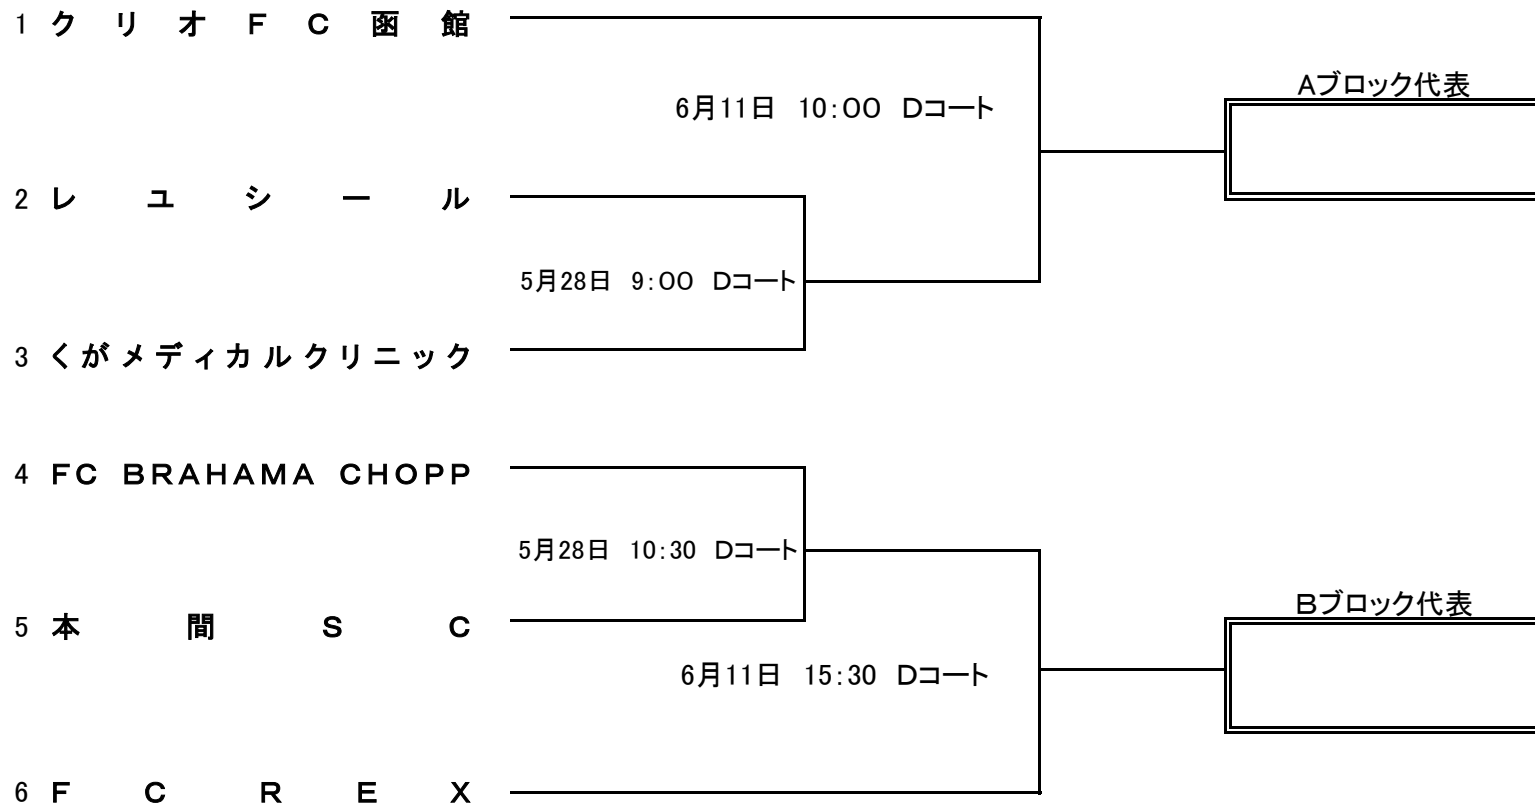 1 クリオFC函館
Aブロック代表
6月11日 10:00 Dコート
2 レユシール
5月28日 9:00 Dコート
3 くがメディカルクリニック
4 FC BRAHAMA CHOPP
5月28日 10:30 Dコート
Bブロック代表
5 本間SC
6月11日 15:30 Dコート
6 FC REX